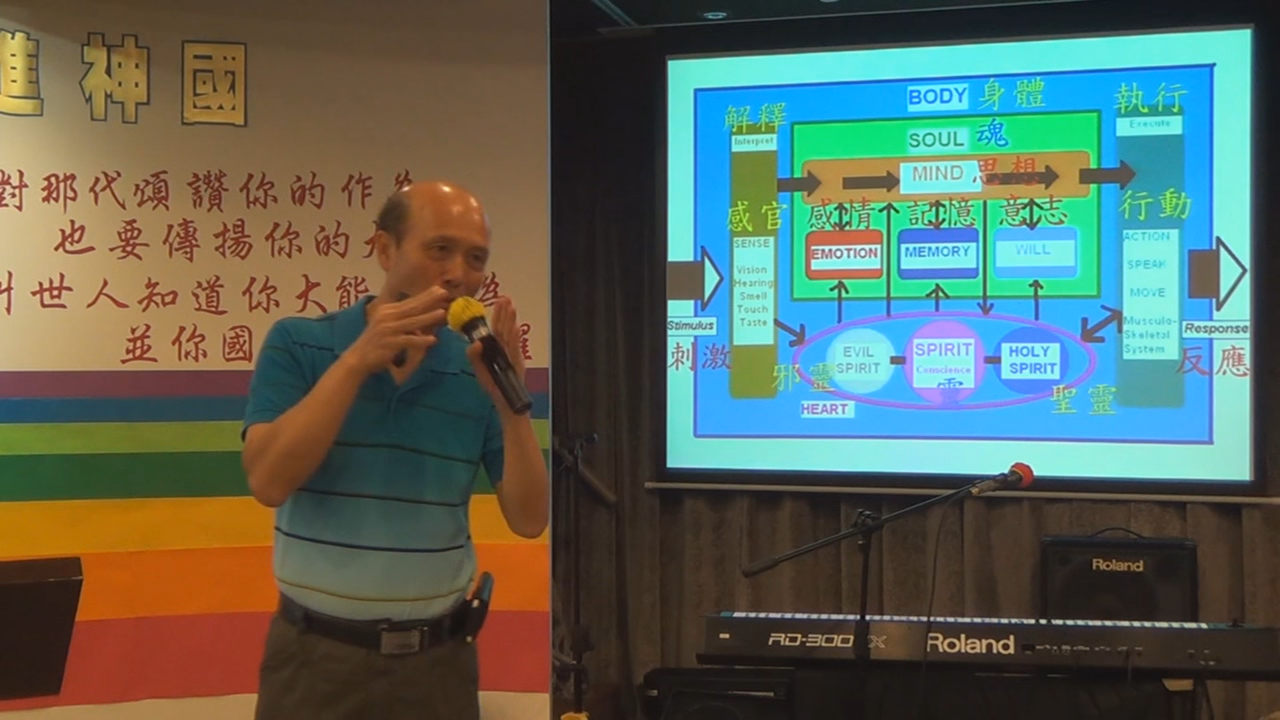 進神國
對那代頌讚你的作為
也要傳揚你的大
世人知道你大能
並你國
耀
BODY 身體
解釋
Interpret
執行
Execute
SOUL 魂
MIND 思想
感官
感情 記憶 意志
行動
SENSE
Vision
Hearing
Smell
Touch
Taste
EMOTION
MEMORY
WILL
ACTION
SPEAK
MOVE
Musculo-
Skeletal
System
Stimulus
刺激
Response
反應
EVIL
SPIRIT
邪靈
SPIRIT
Conscience
靈
HOLY
SPIRIT
聖靈
HEART
Roland
RD-300 X
Roland